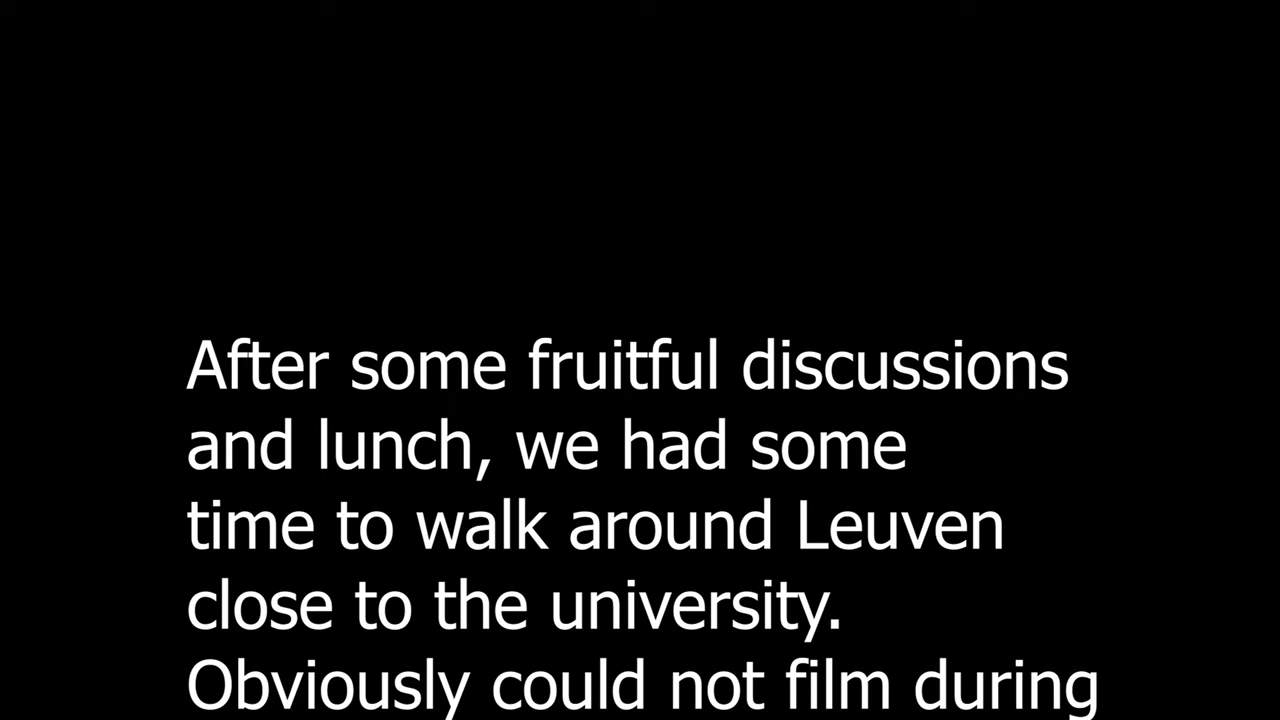 After some fruitful discussions
and lunch, we had some
time to walk around Leuven
close to the university.
Obviously could not film during